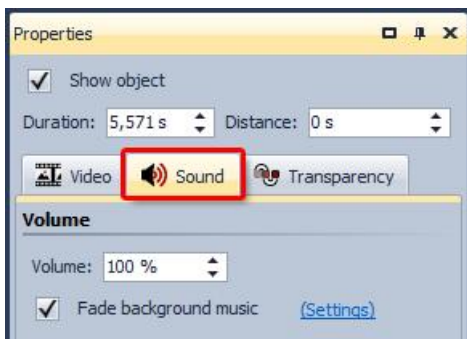 Properties
Show object
Duration: 5,571 s Distance: 0 s
Video Sound Transparency
Volume
Volume: 100 %
Fade background music (Settings)